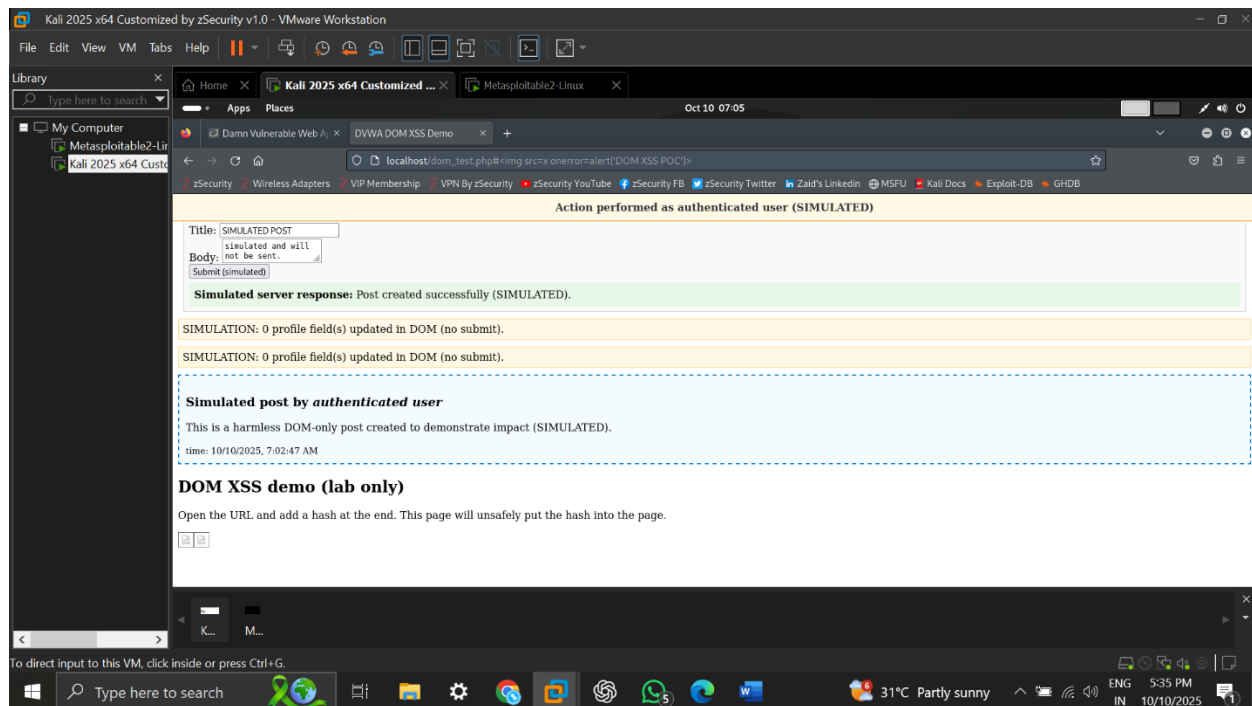 Kali 2025 x64 Customized by zSecurity v1.0 - VMware Workstation
File Edit View VM Tabs Help
Library
Type here to search
My Computer
Metasploitable2-Lir
Kali 2025 x64 Custo
Home
Kali 2025 x64 Customized ...
Metasploitable2-Linux
Apps Places
Oct 10 07:05
Damn Vulnerable Web Ap
DVWA DOM XSS Demo
localhost/dom_test.php#<img src=x onerror=alert('DOM XSS POC')>
zSecurity Wireless Adapters VIP Membership VPN By zSecurity zSecurity YouTube zSecurity FB zSecurity Twitter Zaid's Linkedin MSFU Kali Docs Exploit-DB GHDB
Action performed as authenticated user (SIMULATED)
Title: SIMULATED POST
simulated and will
Body: not be sent.
Submit (simulated)
Simulated server response: Post created successfully (SIMULATED).
SIMULATION: 0 profile field(s) updated in DOM (no submit).
SIMULATION: 0 profile field(s) updated in DOM (no submit).
Simulated post by authenticated user
This is a harmless DOM-only post created to demonstrate impact (SIMULATED).
time: 10/10/2025, 7:02:47 AM
DOM XSS demo (lab only)
Open the URL and add a hash at the end. This page will unsafely put the hash into the page.
K... M...
To direct input to this VM, click inside or press Ctrl+G.
Type here to search
31°C Partly sunny
ENG
IN
5:35 PM
10/10/2025